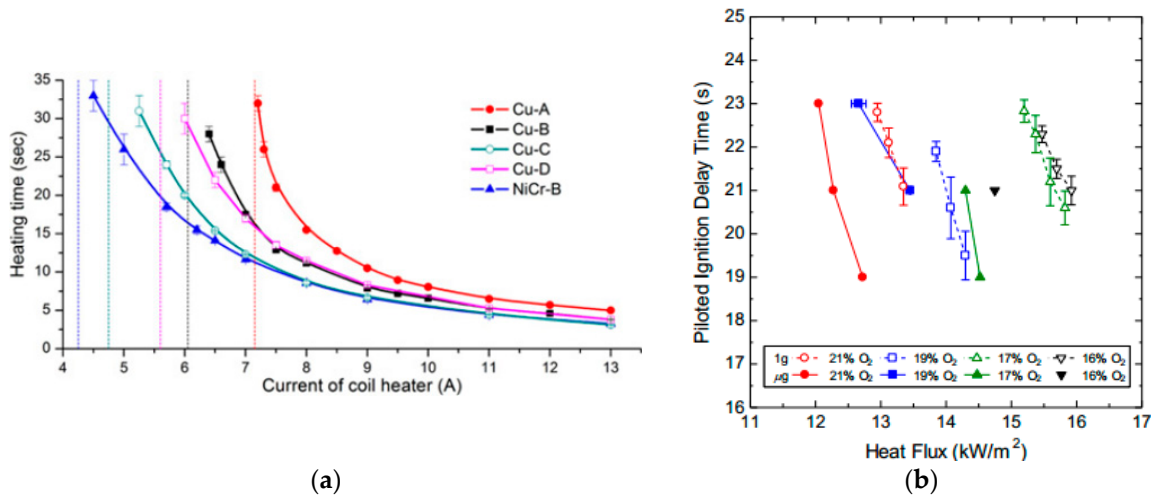 35
30
25
20
15
10
5
0
Heating time (sec)
4 5 6 7 8 9 10 11 12 13
Current of coil heater (A)
Cu-A
Cu-B
Cu-C
Cu-D
NiCr-B
(a)
25
24
23
22
21
20
19
18
17
16
Piloted Ignition Delay Time (s)
1g 21% O₂ 19% O₂ 17% O₂ 16% O₂
μg 21% O₂ 19% O₂ 17% O₂ 16% O₂
11 12 13 14 15 16 17
Heat Flux (kW/m²)
(b)